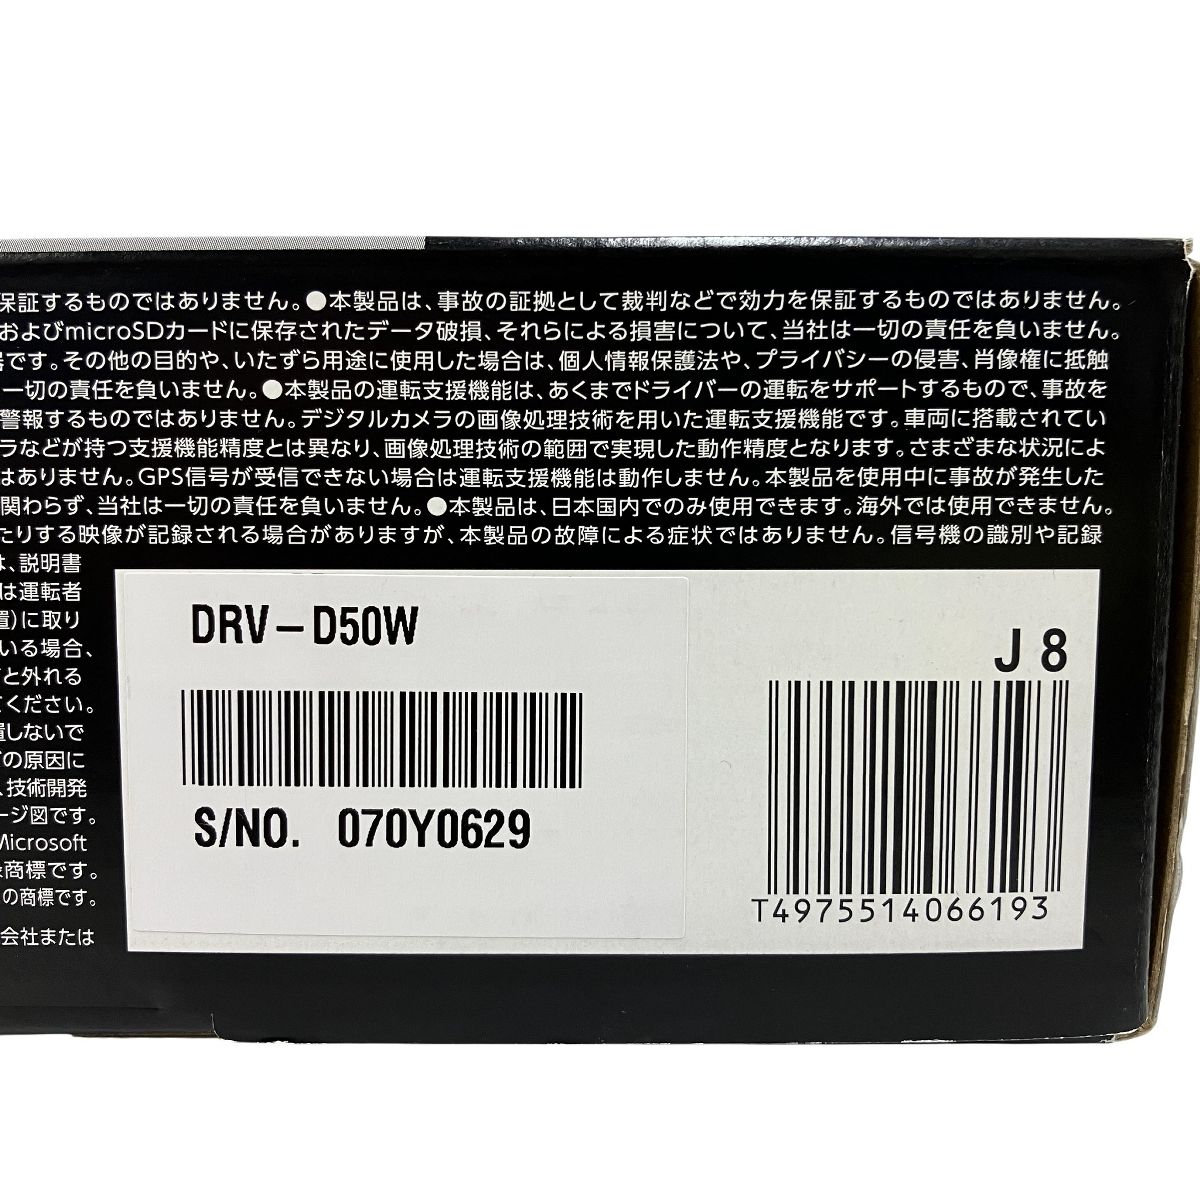 保証するものではありません。●本製品は、事故の証拠として裁判などで効力を保証するものではありません。
およびmicroSDカードに保存されたデータ破損、それらによる損害について、当社は一切の責任を負いません。
です。その他の目的や、いたずら用途に使用した場合は、個人情報保護法や、プライバシーの侵害、肖像権に抵触
一切の責任を負いません。●本製品の運転支援機能は、あくまでドライバーの運転をサポートするもので、事故を
警報するものではありません。デジタルカメラの画像処理技術を用いた運転支援機能です。車両に搭載されてい
ラなどが持つ支援機能精度とは異なり、画像処理技術の範囲で実現した動作精度となります。さまざまな状況によ
はありません。GPS信号が受信できない場合は運転支援機能は動作しません。本製品を使用中に事故が発生した
関わらず、当社は一切の責任を負いません。●本製品は、日本国内でのみ使用できます。海外では使用できません。
たりする映像が記録される場合がありますが、本製品の故障による症状ではありません。信号機の識別や記録
は、説明書
は運転者
置)に取り
いる場合、
と外れる
てください。
置しないで
の原因に
、技術開発
ージ図です。
Microsoft
商標です。
の商標です。
会社または
DRV-D50W
S/NO. 070Y0629
J 8
T4975514066193